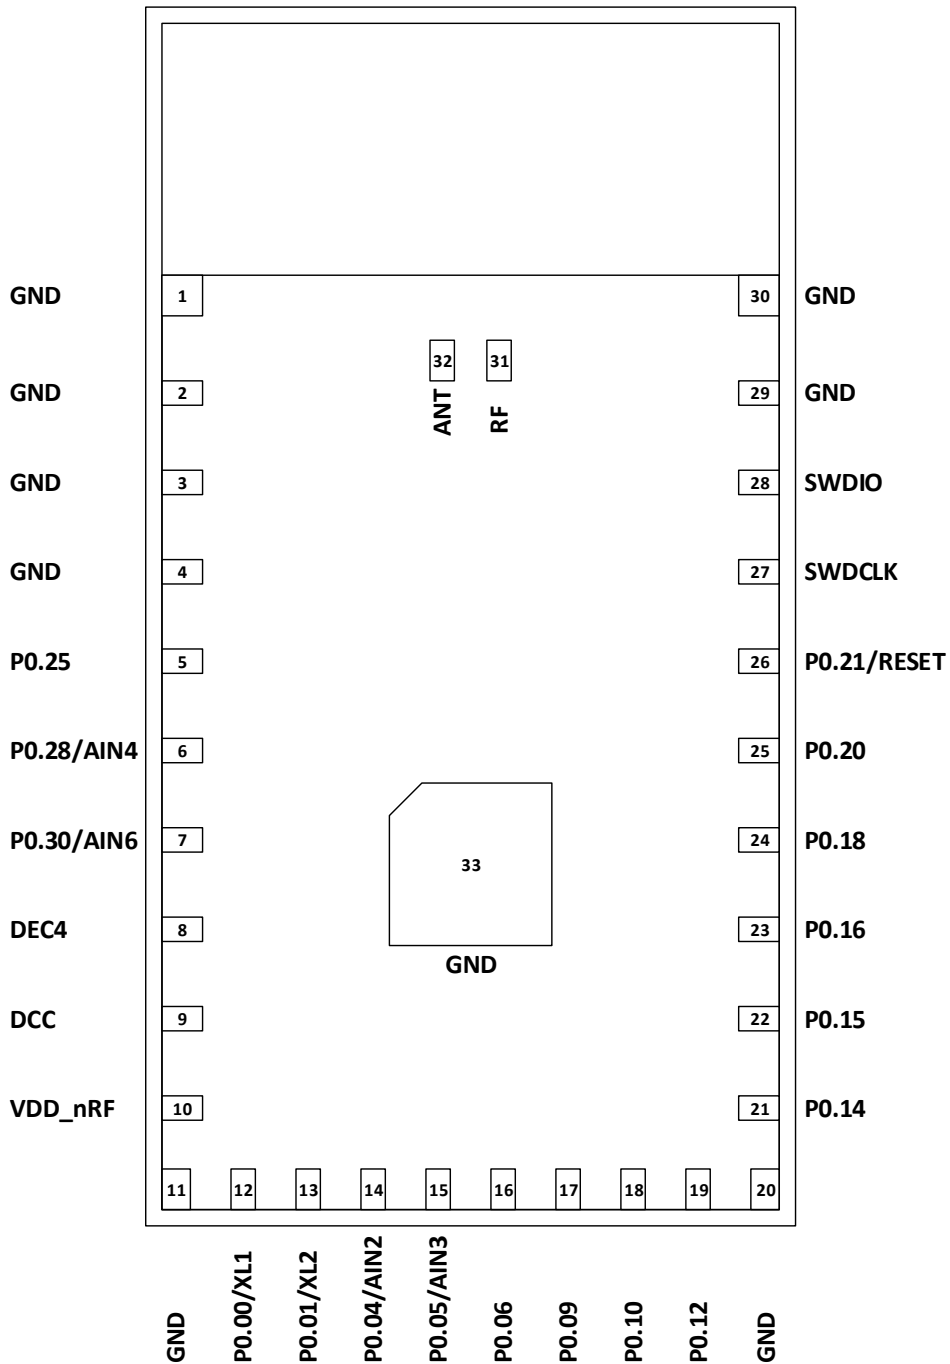 GND 1 30 GND
32 31
GND 2 29 GND
ANT RF
GND 3 28 SWDIO
GND 4 27 SWDCLK
P0.25 5 26 P0.21/RESET
P0.28/AIN4 6 25 P0.20
P0.30/AIN6 7 24 P0.18
33
DEC4 8 23 P0.16
GND
DCC 9 22 P0.15
VDD_nRF 10 21 P0.14
11 12 13 14 15 16 17 18 19 20
GND
P0.00/XL1
P0.01/XL2
P0.04/AIN2
P0.05/AIN3
P0.06
P0.09
P0.10
P0.12
GND